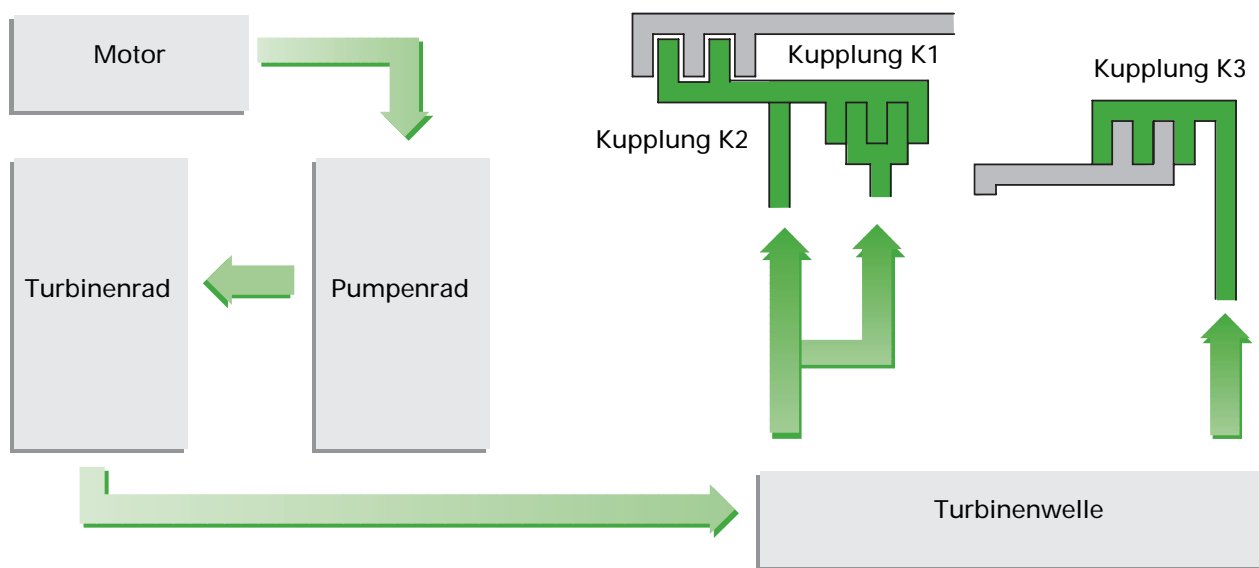 Motor
Kupplung K1
Kupplung K3
Kupplung K2
Turbinenrad
Pumpenrad
Turbinenwelle